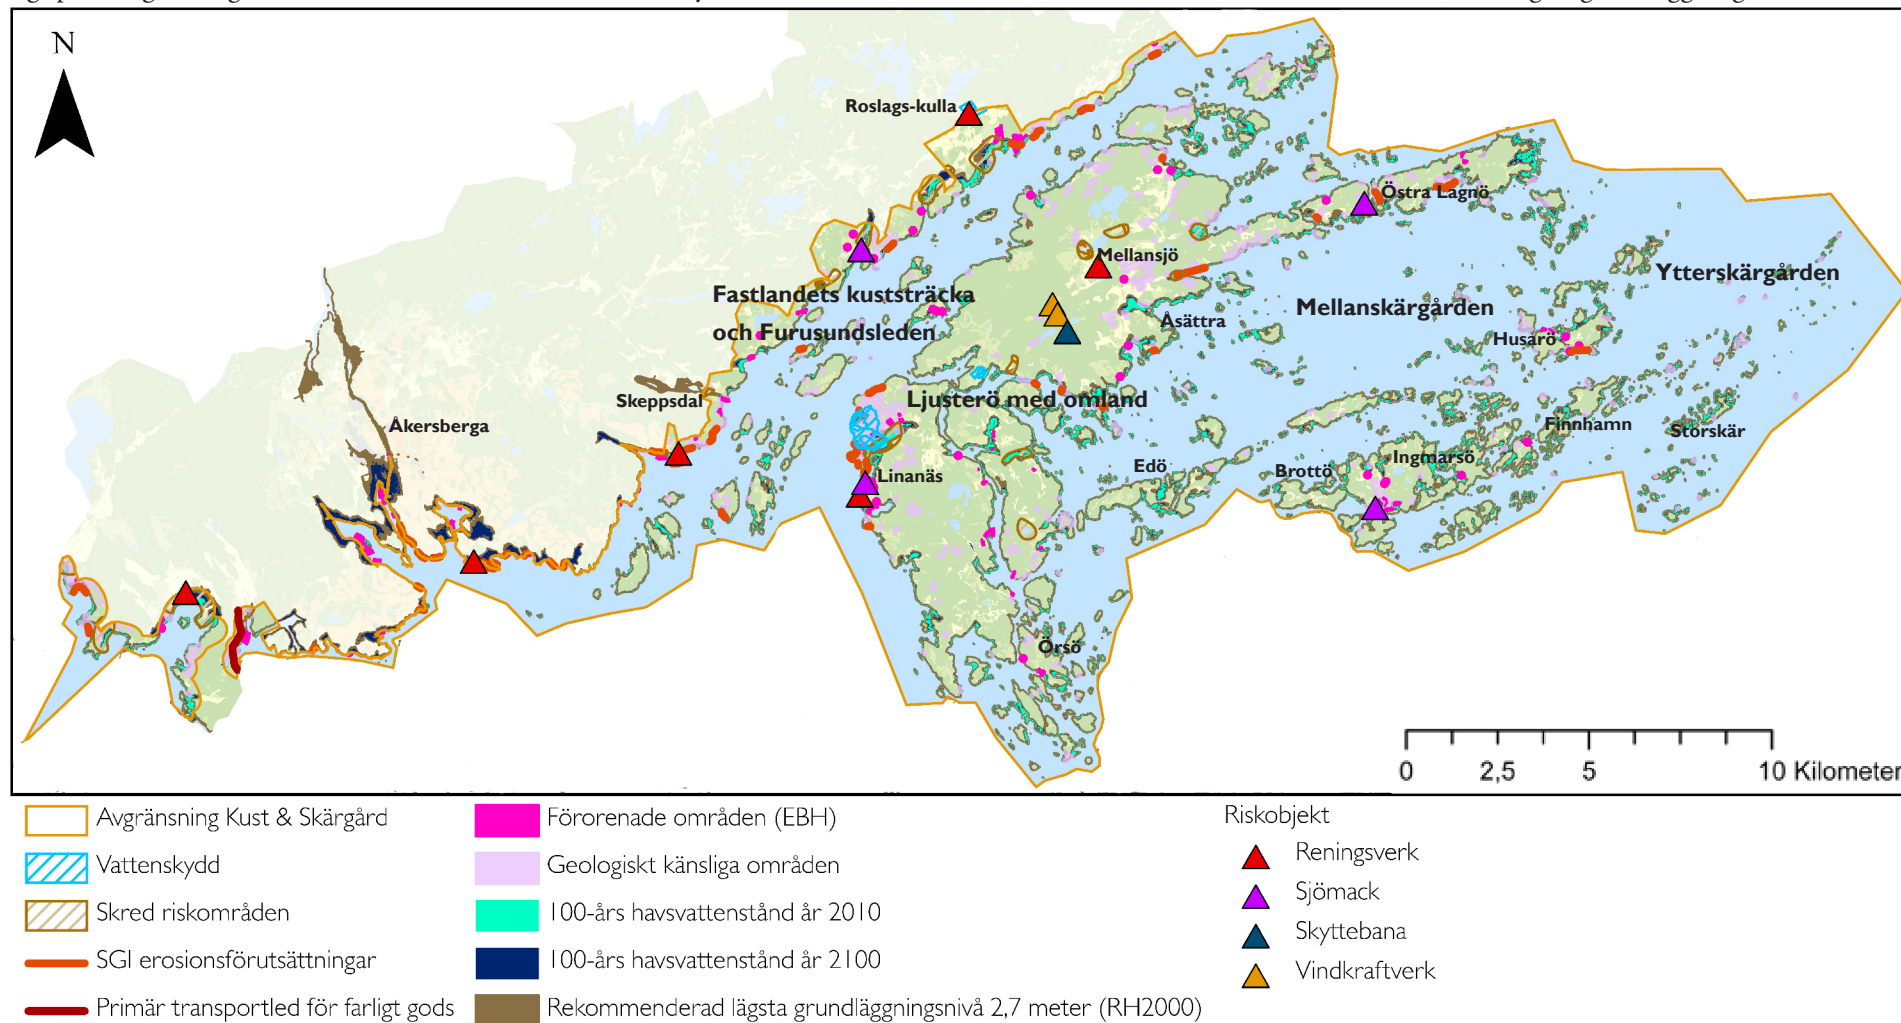 N
Roslags-kulla
Östra Lagnö
Mellansjö
Ytterskärgården
Fastlandets kuststräcka
och Furusundsleden
Mellanskärgården
Åsättra
Husarö
Skeppsdal
Ljusterö med omland
Åkersberga
Finnhamn
Storskär
Linanäs
Edö
Brottö
Ingmarsö
Örsö
0 2,5 5 10 Kilometer
Avgränsning Kust & Skärgård
Vattenskydd
Skred riskområden
SGI erosionsförutsättningar
Primär transportled för farligt gods
Förorenade områden (EBH)
Geologiskt känsliga områden
100-års havsvattenstånd år 2010
100-års havsvattenstånd år 2100
Rekommenderad lägsta grundläggningsnivå 2,7 meter (RH2000)
Riskobjekt
Reningsverk
Sjömack
Skyttebana
Vindkraftverk